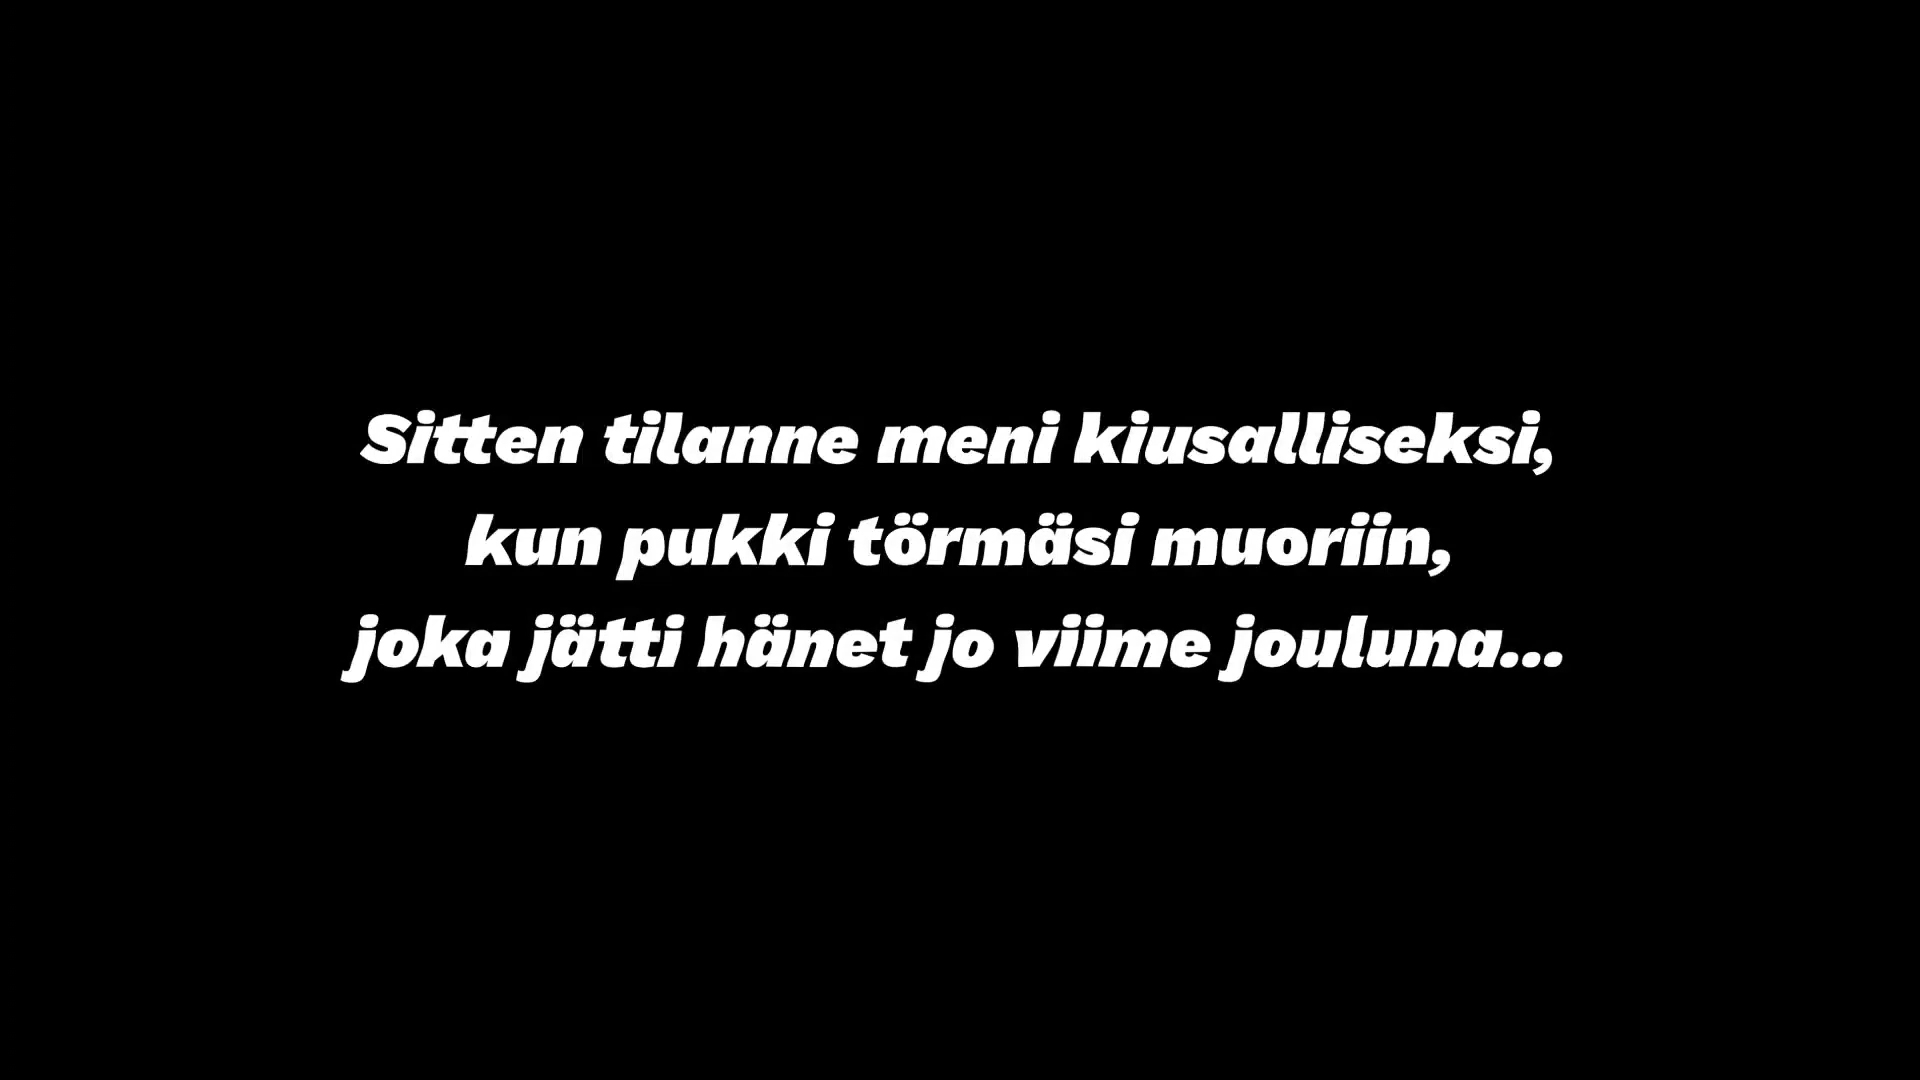 Sitten tilanne meni kiusalliseksi,
kun pukki törmäsi muoriin,
joka jätti hänet jo viime jouluna...